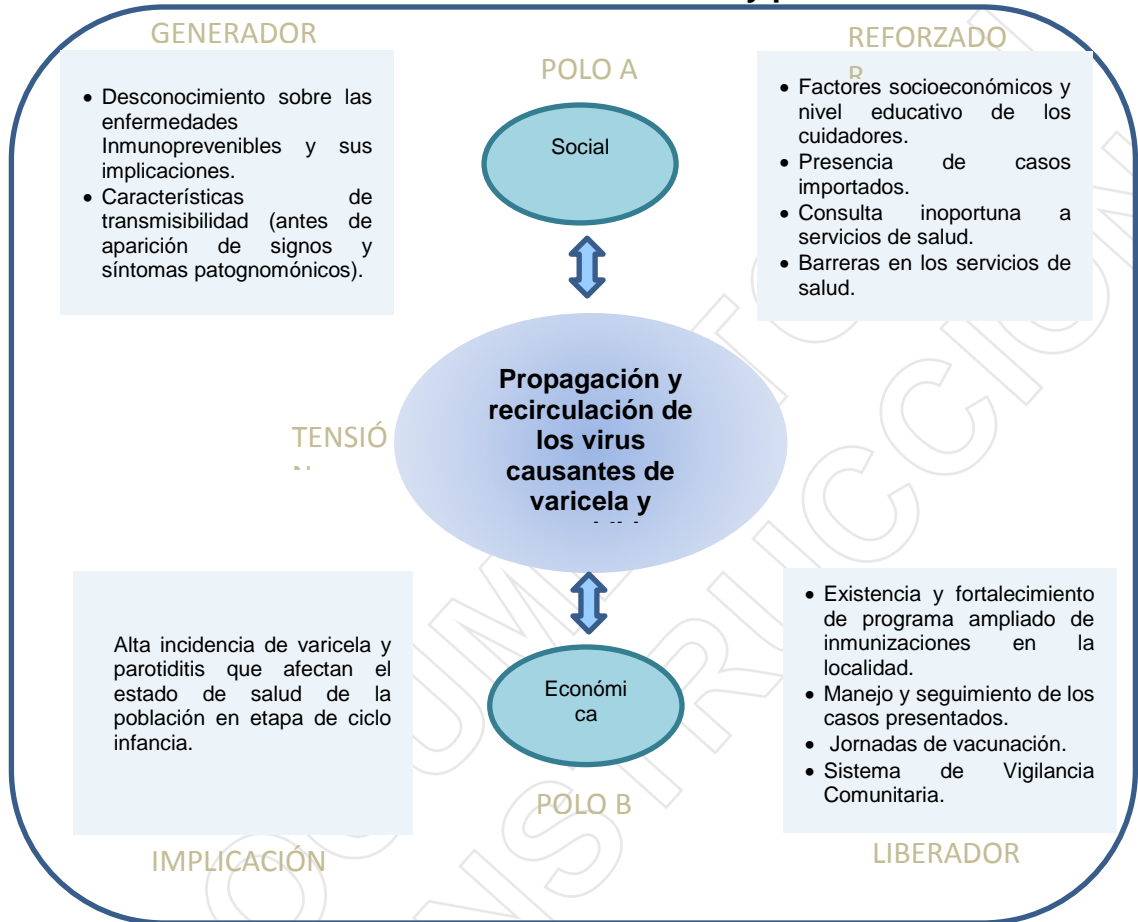 GENERADOR
• Desconocimiento sobre las
enfermedades
Inmunoprevenibles y sus
implicaciones.
• Características de
transmisibilidad (antes de
aparición de signos y
síntomas patognomónicos).
POLO A
Social
REFORZADO
R
• Factores socioeconómicos y
nivel educativo de los
cuidadores.
• Presencia de casos
importados.
• Consulta inoportuna a
servicios de salud.
• Barreras en los servicios de
salud.
TENSIÓ
N
Propagación y
recirculación de
los virus
causantes de
varicela y
Alta incidencia de varicela y
parotiditis que afectan el
estado de salud de la
población en etapa de ciclo
infancia.
IMPLICACIÓN
Económi
ca
POLO B
• Existencia y fortalecimiento
de programa ampliado de
inmunizaciones en la
localidad.
• Manejo y seguimiento de los
casos presentados.
• Jornadas de vacunación.
• Sistema de Vigilancia
Comunitaria.
LIBERADOR